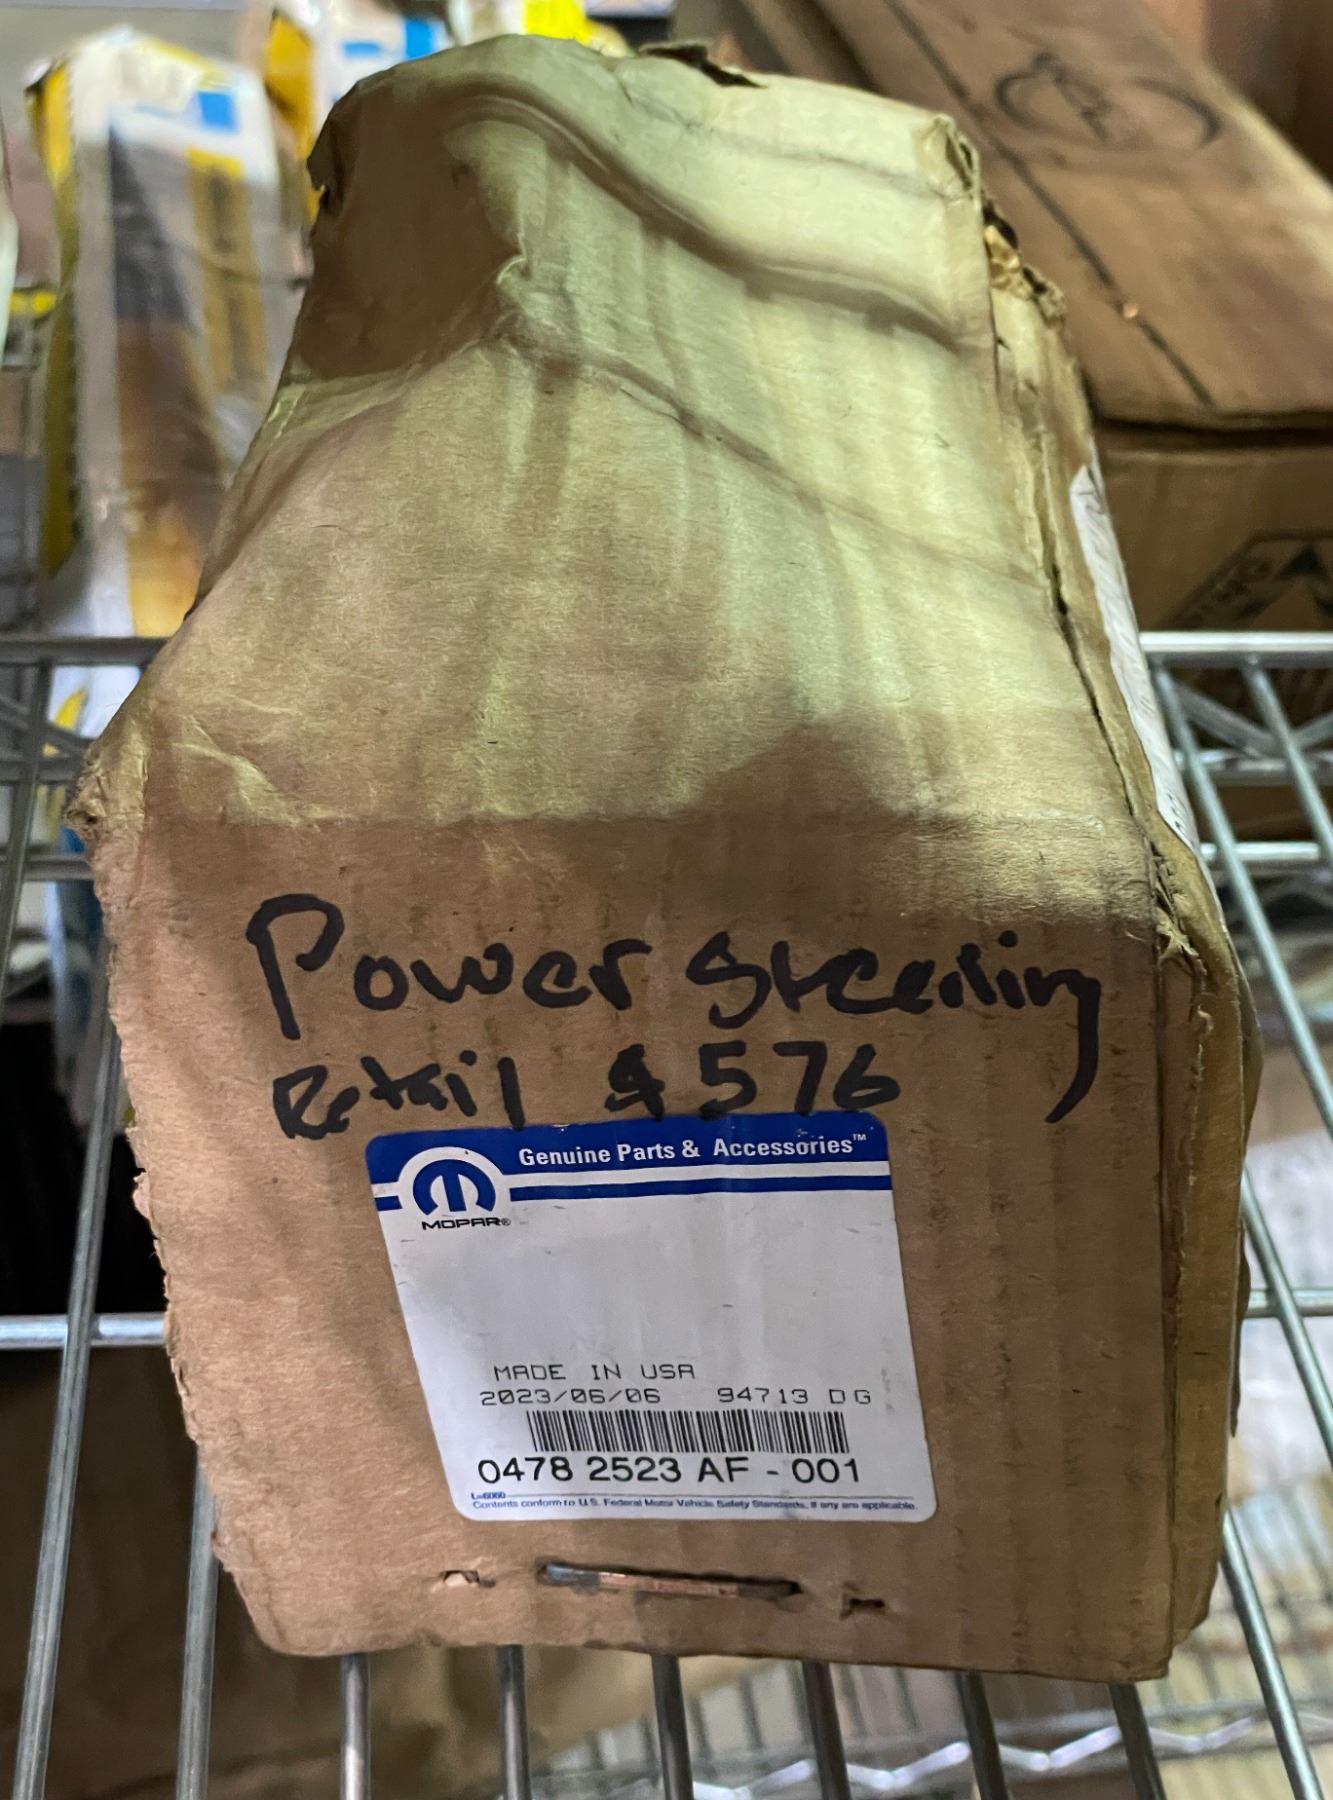 Power Steering
Retail $576
Genuine Parts & Accessories™
MOPAR®
MADE IN USA
2023/06/06 94713 DG
0478 2523 AF - 001
L-6060
Contents conform to U.S. Federal Motor Vehicle Safety Standards, if any are applicable.